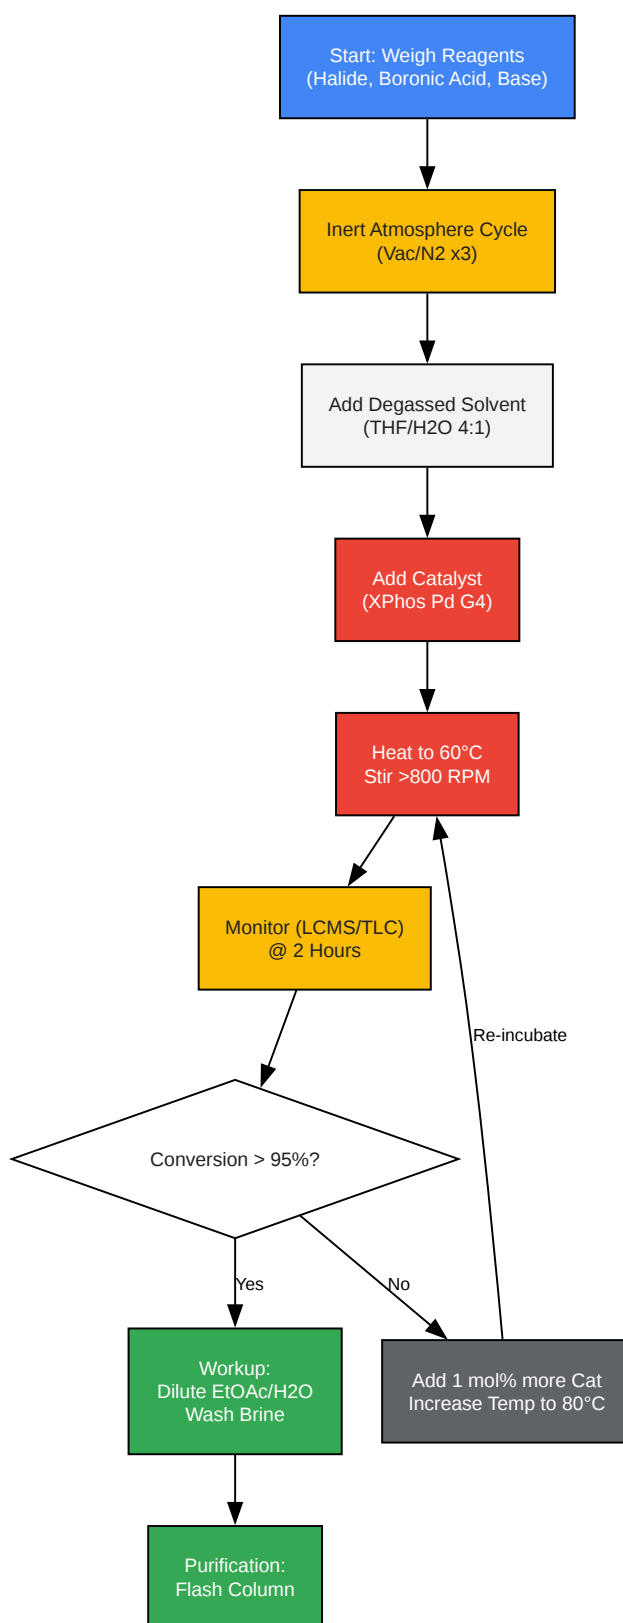 Start: Weigh Reagents
(Halide, Boronic Acid, Base)
Inert Atmosphere Cycle
(Vac/N2 x3)
Add Degassed Solvent
(THF/H2O 4:1)
Add Catalyst
(XPhos Pd G4)
Heat to 60°C
Stir >800 RPM
Monitor (LCMS/TLC)
@ 2 Hours
Re-incubate
Conversion > 95%?
Yes
No
Workup:
Dilute EtOAc/H2O
Wash Brine
Add 1 mol% more Cat
Increase Temp to 80°C
Purification:
Flash Column